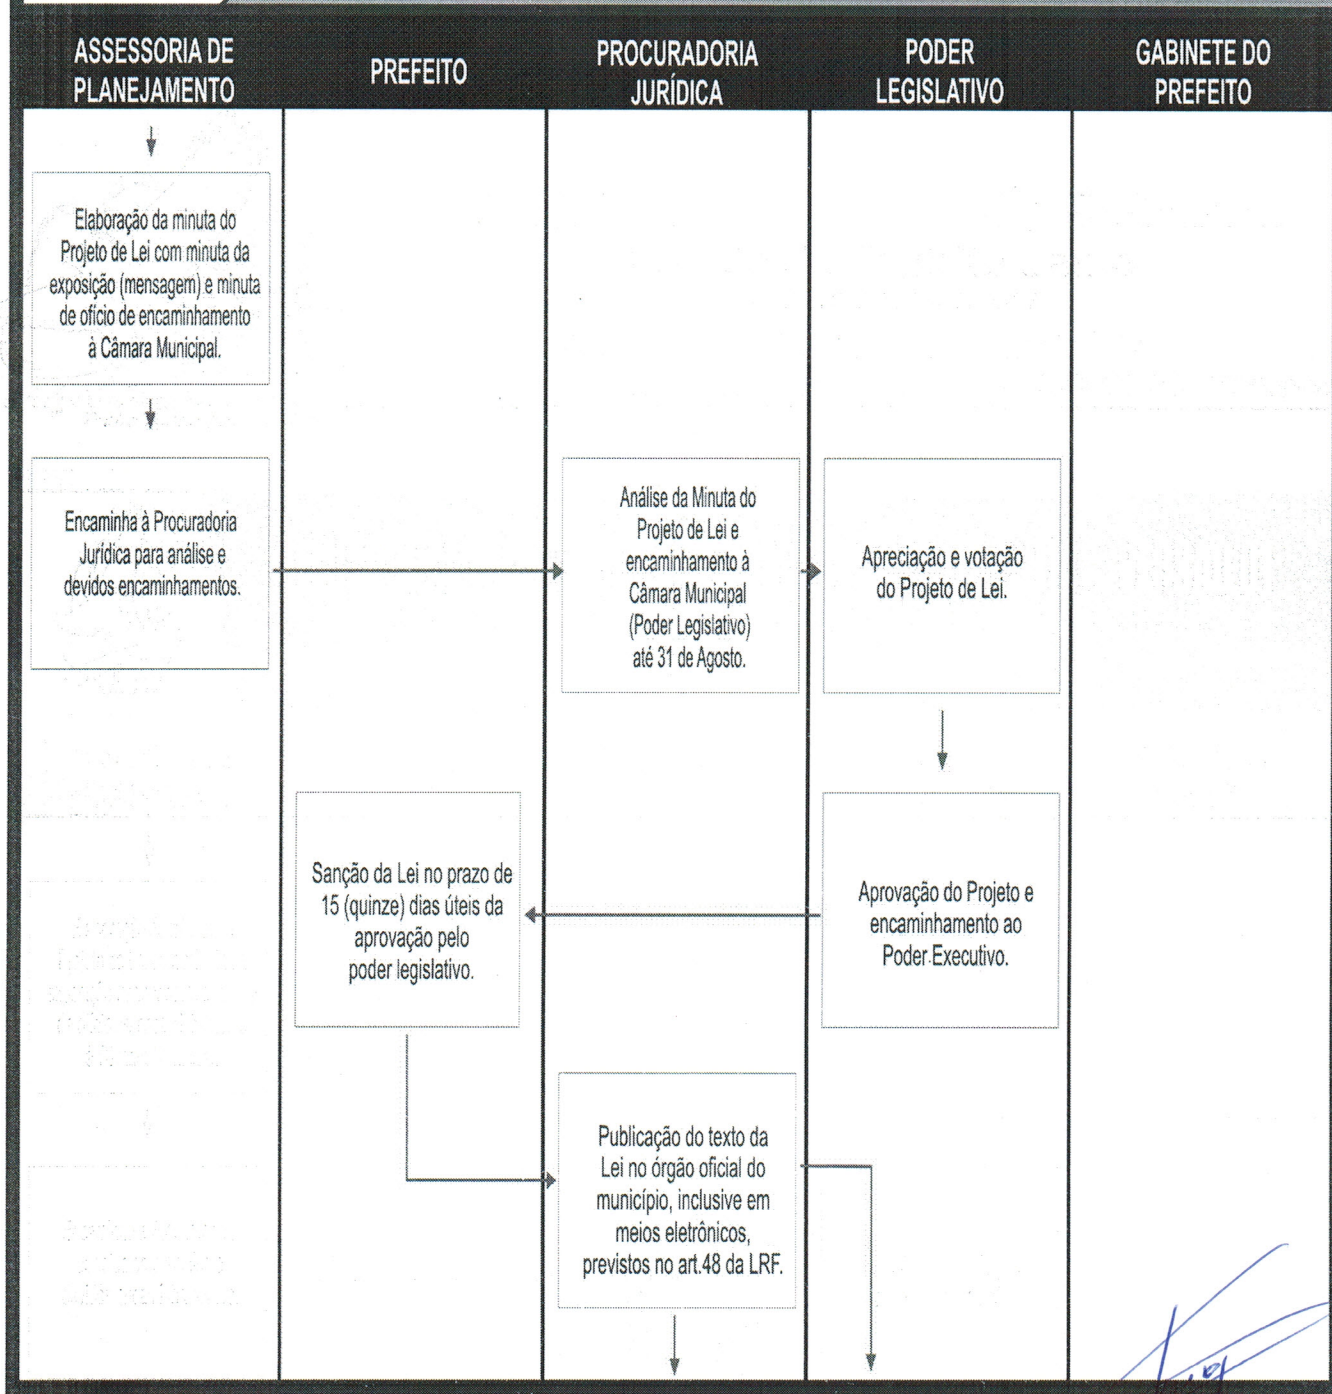 ASSESSORIA DE
PLANEJAMENTO
PREFEITO
PROCURADORIA
JURÍDICA
PODER
LEGISLATIVO
GABINETE DO
PREFEITO
Elaboração da minuta do
Projeto de Lei com minuta da
exposição (mensagem) e minuta
de ofício de encaminhamento
à Câmara Municipal.
Encaminha à Procuradoria
Jurídica para análise e
devidos encaminhamentos.
Análise da Minuta do
Projeto de Lei e
encaminhamento à
Câmara Municipal
(Poder Legislativo)
até 31 de Agosto.
Apreciação e votação
do Projeto de Lei.
Sanção da Lei no prazo de
15 (quinze) dias úteis da
aprovação pelo
poder legislativo.
Aprovação do Projeto e
encaminhamento ao
Poder Executivo.
Publicação do texto da
Lei no órgão oficial do
município, inclusive em
meios eletrônicos,
previstos no art.48 da LRF.